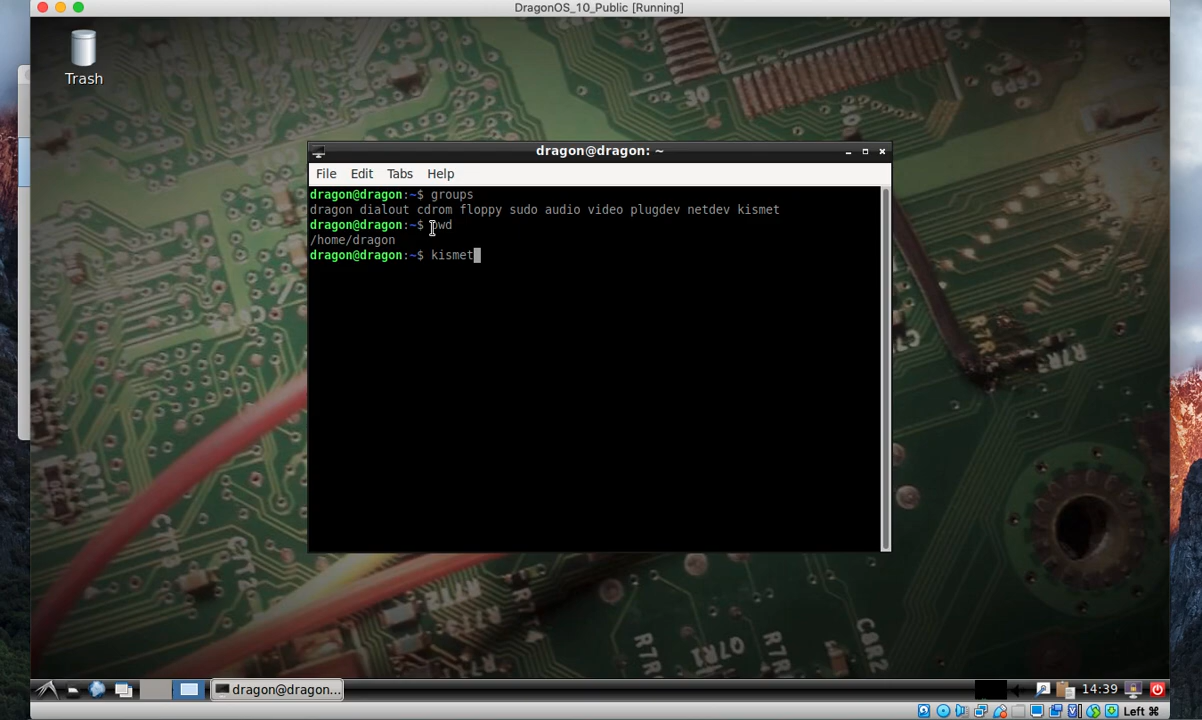 DragonOS_10_Public [Running]
Trash
dragon@dragon: ~
File Edit Tabs Help
dragon@dragon:~$ groups
dragon dialout cdrom floppy sudo audio video plugdev netdev kismet
dragon@dragon:~$ pwd
/home/dragon
dragon@dragon:~$ kismet
dragon@dragon...
14:39
Left ⌘